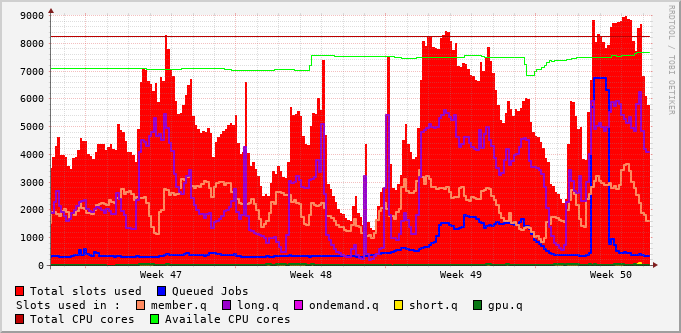 RRDTOOL / TOBI OETIKER
9000
8000
7000
6000
5000
4000
3000
2000
1000
0
Week 47 Week 48 Week 49 Week 50
Total slots used Queued Jobs
Slots used in : member.q long.q ondemand.q short.q gpu.q
Total CPU cores Availale CPU cores